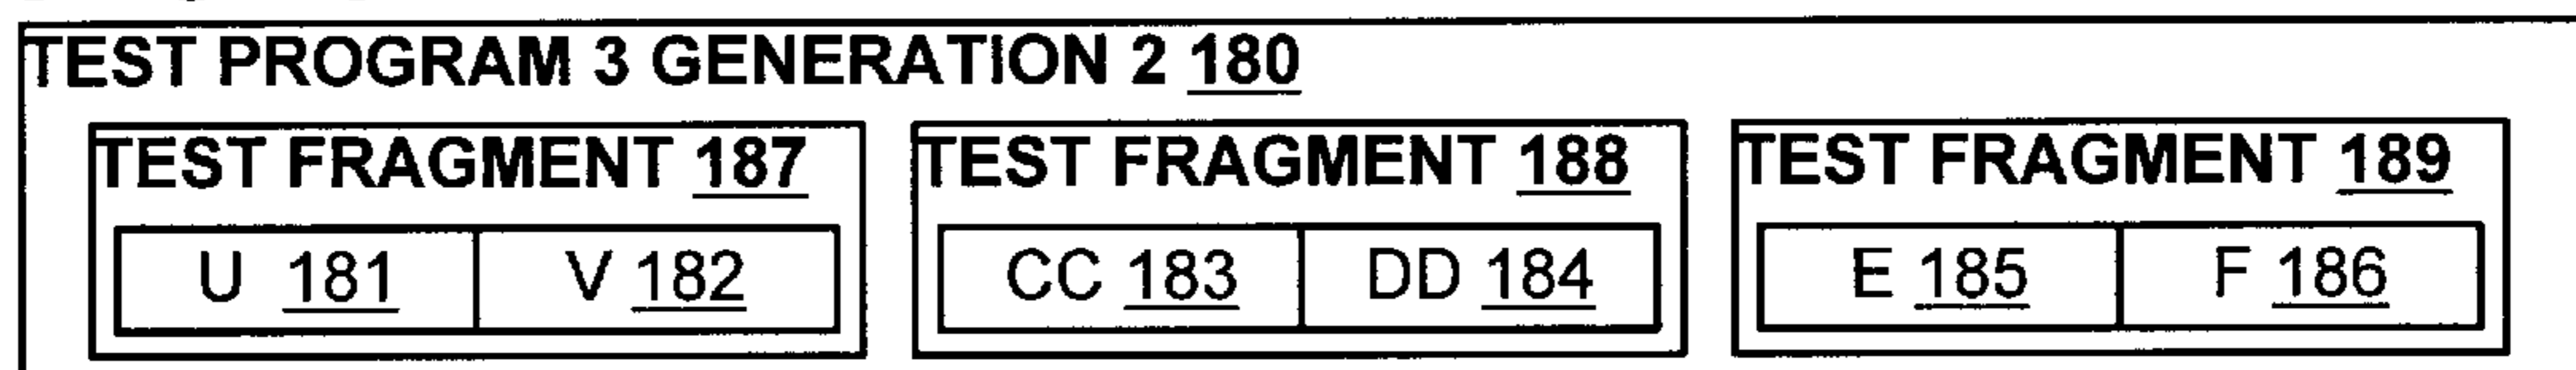 TEST PROGRAM 3 GENERATION 2 180
TEST FRAGMENT 187 TEST FRAGMENT 188 TEST FRAGMENT 189
U 181 V 182 CC 183 DD 184 E 185 F 186